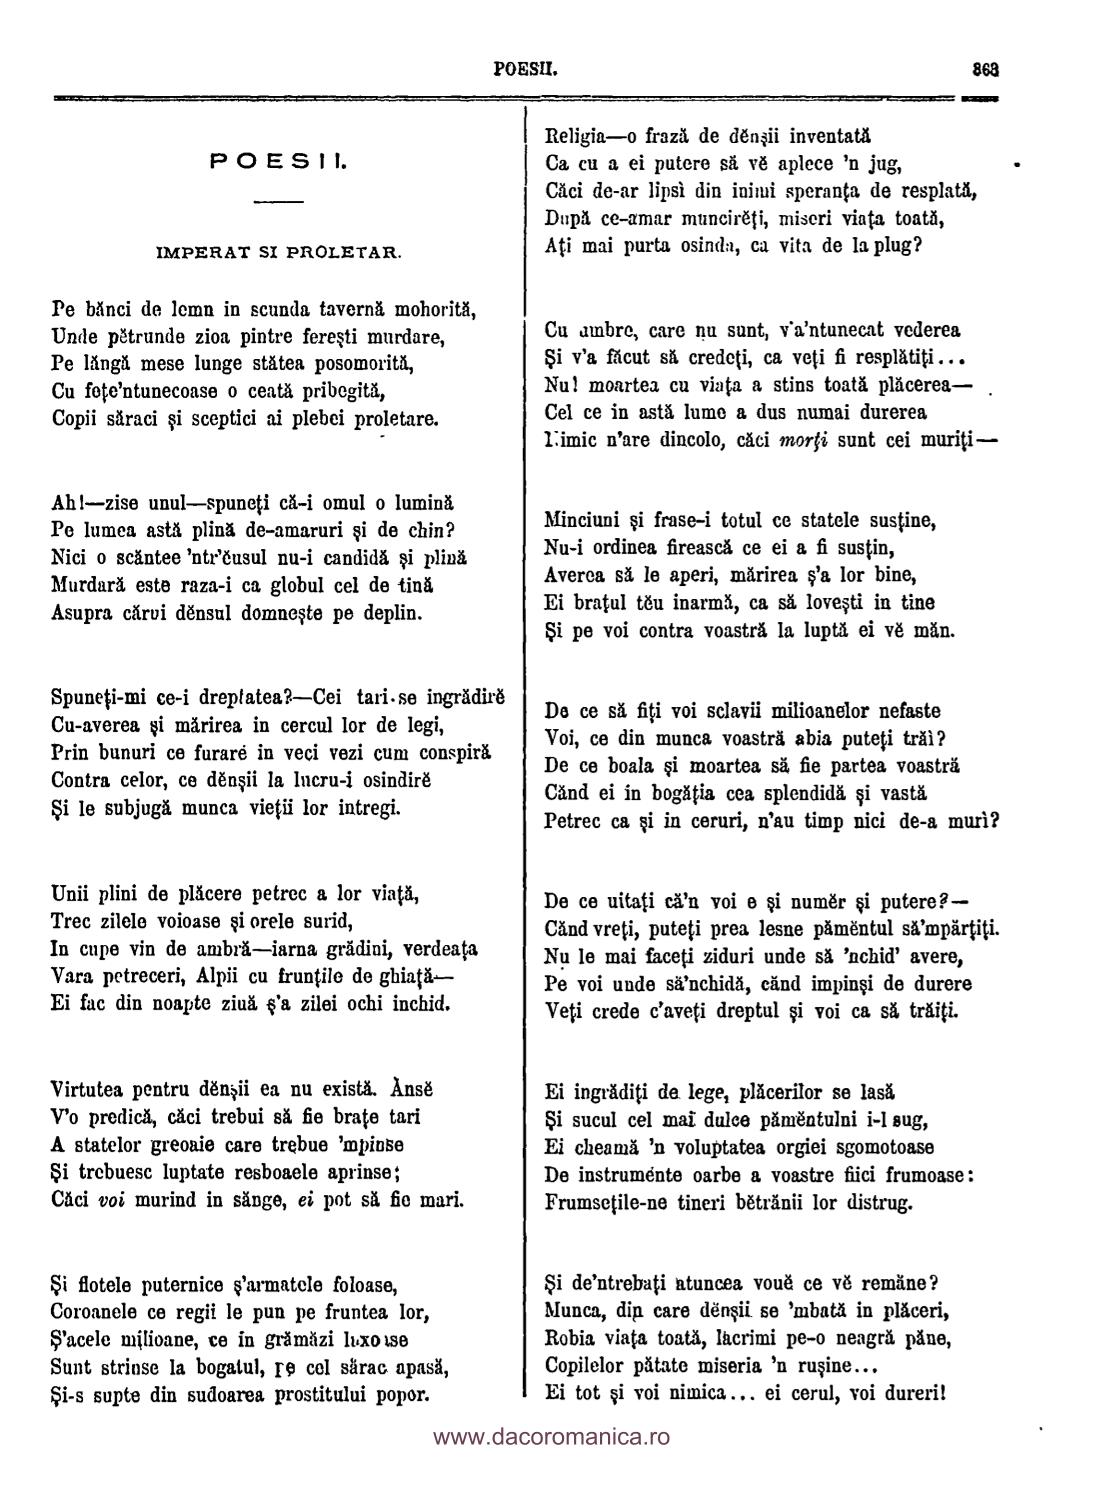 POESII. 863
POESII.
IMPERAT SI PROLETAR.
Pe bănci de lemn in scunda tavernă mohorită,
Unde pĕtrunde zioa pintre ferești murdare,
Pe lăngă mese lunge stătea posomorită,
Cu fețe'ntunecoase o ceată pribegită,
Copii săraci și sceptici ai plebei proletare.
Ah!—zise unul—spuneți că-i omul o lumină
Pe lumea astă plină de-amaruri și de chin?
Nici o scăntee 'ntr'ĕusul nu-i candidă și plină
Murdară este raza-i ca globul cel de tină
Asupra cărui dĕnsul domnește pe deplin.
Spuneți-mi ce-i dreptatea?—Cei tari se ingrădirĕ
Cu-averea și mărirea in cercul lor de legi,
Prin bunuri ce furaré in veci vezi cum conspiră
Contra celor, ce dĕnșii la lucru-i osindirĕ
Și le subjugă munca vieții lor intregi.
Unii plini de plăcere petrec a lor viață,
Trec zilele voioase și orele surid,
In cupe vin de ambră—iarna grădini, verdeața
Vara petreceri, Alpii cu frunțile de ghiață—
Ei fac din noapte ziuă ș'a zilei ochi inchid.
Virtutea pentru dĕnșii ea nu există. Ănsĕ
V'o predică, căci trebui să fie brațe tari
A statelor greoaie care trebue 'mpinse
Și trebuesc luptate resboaele aprinse;
Căci voi murind in sănge, ei pot să fie mari.
Și flotele puternice ș'armatele foloase,
Coroanele ce regii le pun pe fruntea lor,
Ș'acele milioane, ce in grămăzi luxoase
Sunt strinse la bogatul, pe cel sărac apasă,
Și-s supte din sudoarea prostitului popor.
Religia—o frază de dĕnșii inventată
Ca cu a ei putere să vĕ aplece 'n jug,
Căci de-ar lipsì din inimi speranța de resplată,
După ce-amar muncirĕți, miseri viața toată,
Ați mai purta osinda, ca vita de la plug?
Cu umbre, care nu sunt, v'a'ntunecat vederea
Și v'a făcut să credeți, ca veți fi resplătiți...
Nu! moartea cu viața a stins toată plăcerea—
Cel ce in astă lume a dus numai durerea
Nimic n'are dincolo, căci morți sunt cei muriți—
Minciuni și frase-i totul ce statele susține,
Nu-i ordinea firească ce ei a fi susțin,
Averea să le aperi, mărirea ș'a lor bine,
Ei brațul tĕu inarmă, ca să lovești in tine
Și pe voi contra voastră la luptă ei vĕ măn.
De ce să fiți voi sclavii milioanelor nefaste
Voi, ce din munca voastră abia puteți trăì?
De ce boala și moartea să fie partea voastră
Cănd ei in bogăția cea splendidă și vastă
Petrec ca și in ceruri, n'au timp nici de-a murì?
De ce uitați că'n voi e și numĕr și putere?—
Cănd vreți, puteți prea lesne pămĕntul să'mpărțiți.
Nu le mai faceți ziduri unde să 'nchid' avere,
Pe voi unde să'nchidă, cănd impinși de durere
Veți crede c'aveți dreptul și voi ca să trăiți.
Ei ingrădiți de lege, plăcerilor se lasă
Și sucul cel mai dulce pămĕntului i-l sug,
Ei cheamă 'n voluptatea orgiei sgomotoase
De instrumente oarbe a voastre fiici frumoase:
Frumsețile-ne tineri bĕtrănii lor distrug.
Și de'ntrebați atuncea vouĕ ce vĕ remăne?
Munca, din care dĕnșii se 'mbată in plăceri,
Robia viața toată, lacrimi pe-o neagră păne,
Copilelor pătate miseria 'n rușine...
Ei tot și voi nimica... ei cerul, voi dureri!
www.dacoromanica.ro